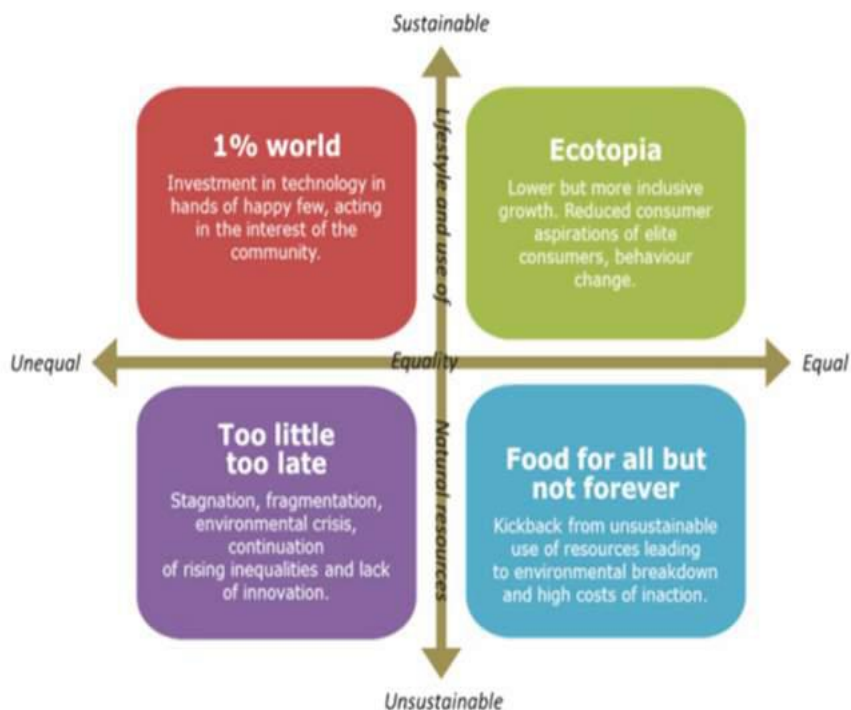 Sustainable
1% world
Investment in technology in
hands of happy few, acting
in the interest of the
community.
Lifestyle and use of
Ecotopia
Lower but more inclusive
growth. Reduced consumer
aspirations of elite
consumers, behaviour
change.
Unequal
Equality
Equal
Too little
too late
Stagnation, fragmentation,
environmental crisis,
continuation
of rising inequalities and lack
of innovation.
Natural resources
Food for all but
not forever
Kickback from unsustainable
use of resources leading
to environmental breakdown
and high costs of inaction.
Unsustainable